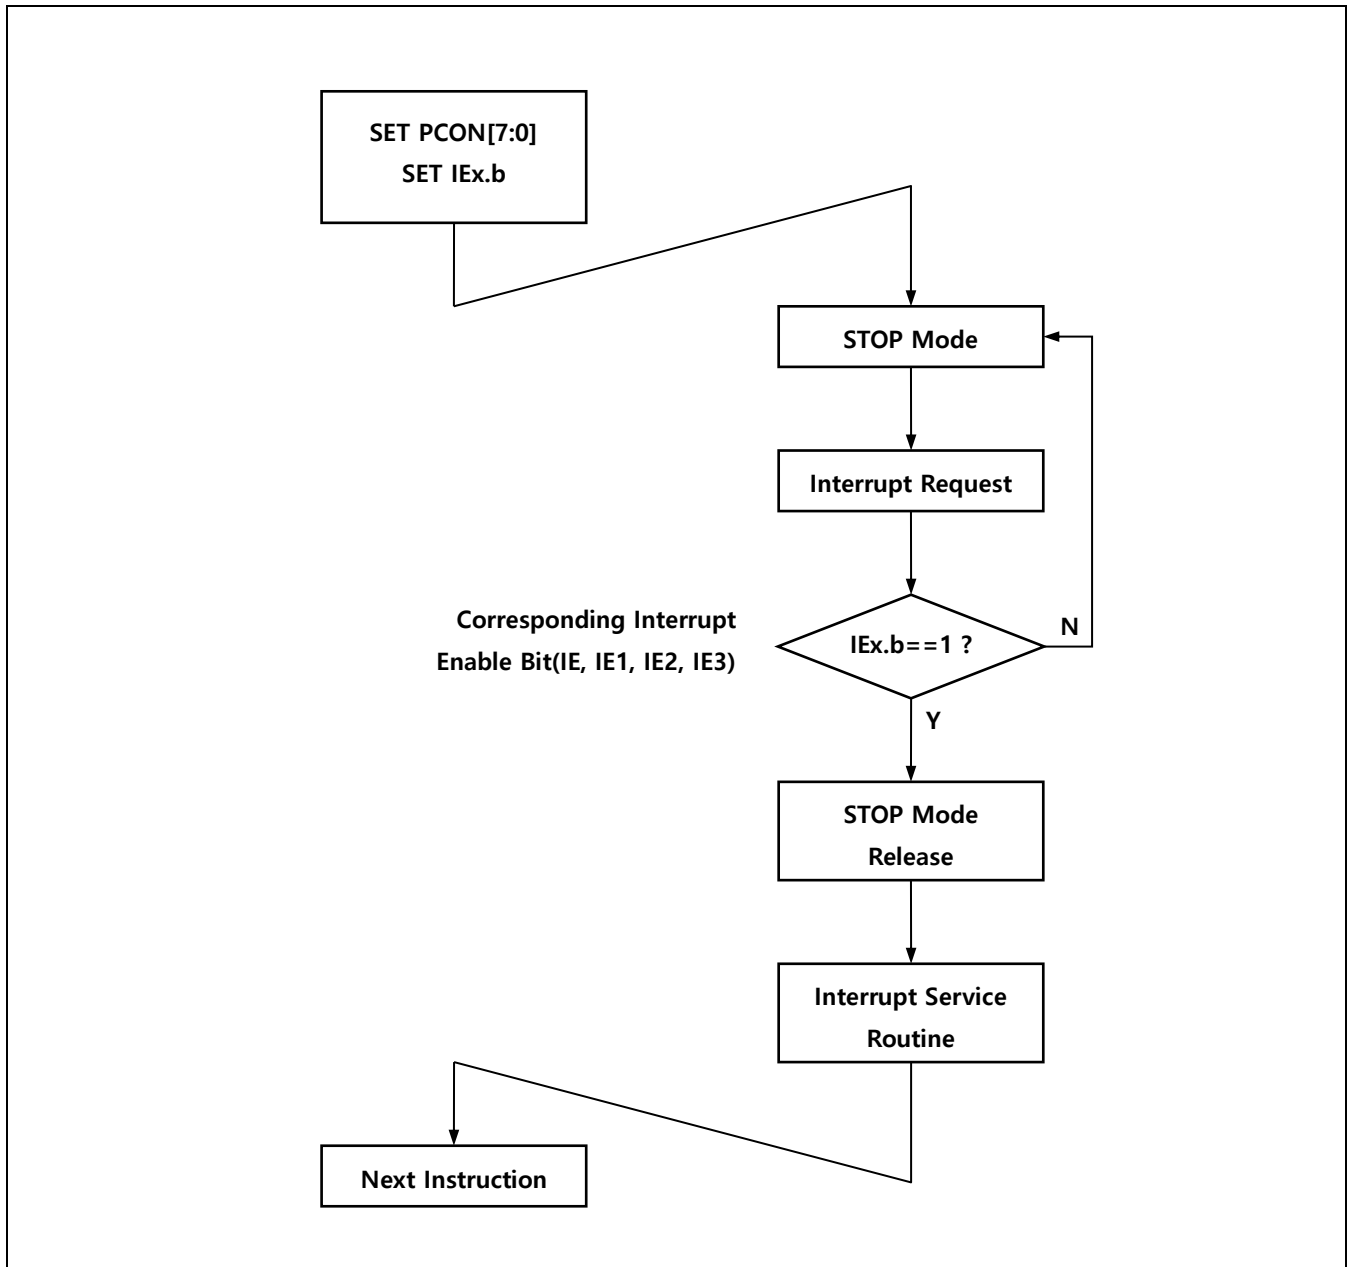 SET PCON[7:0]
SET IEx.b
STOP Mode
Interrupt Request
Corresponding Interrupt
Enable Bit(IE, IE1, IE2, IE3)
IEx.b==1 ?
N
Y
STOP Mode
Release
Interrupt Service
Routine
Next Instruction